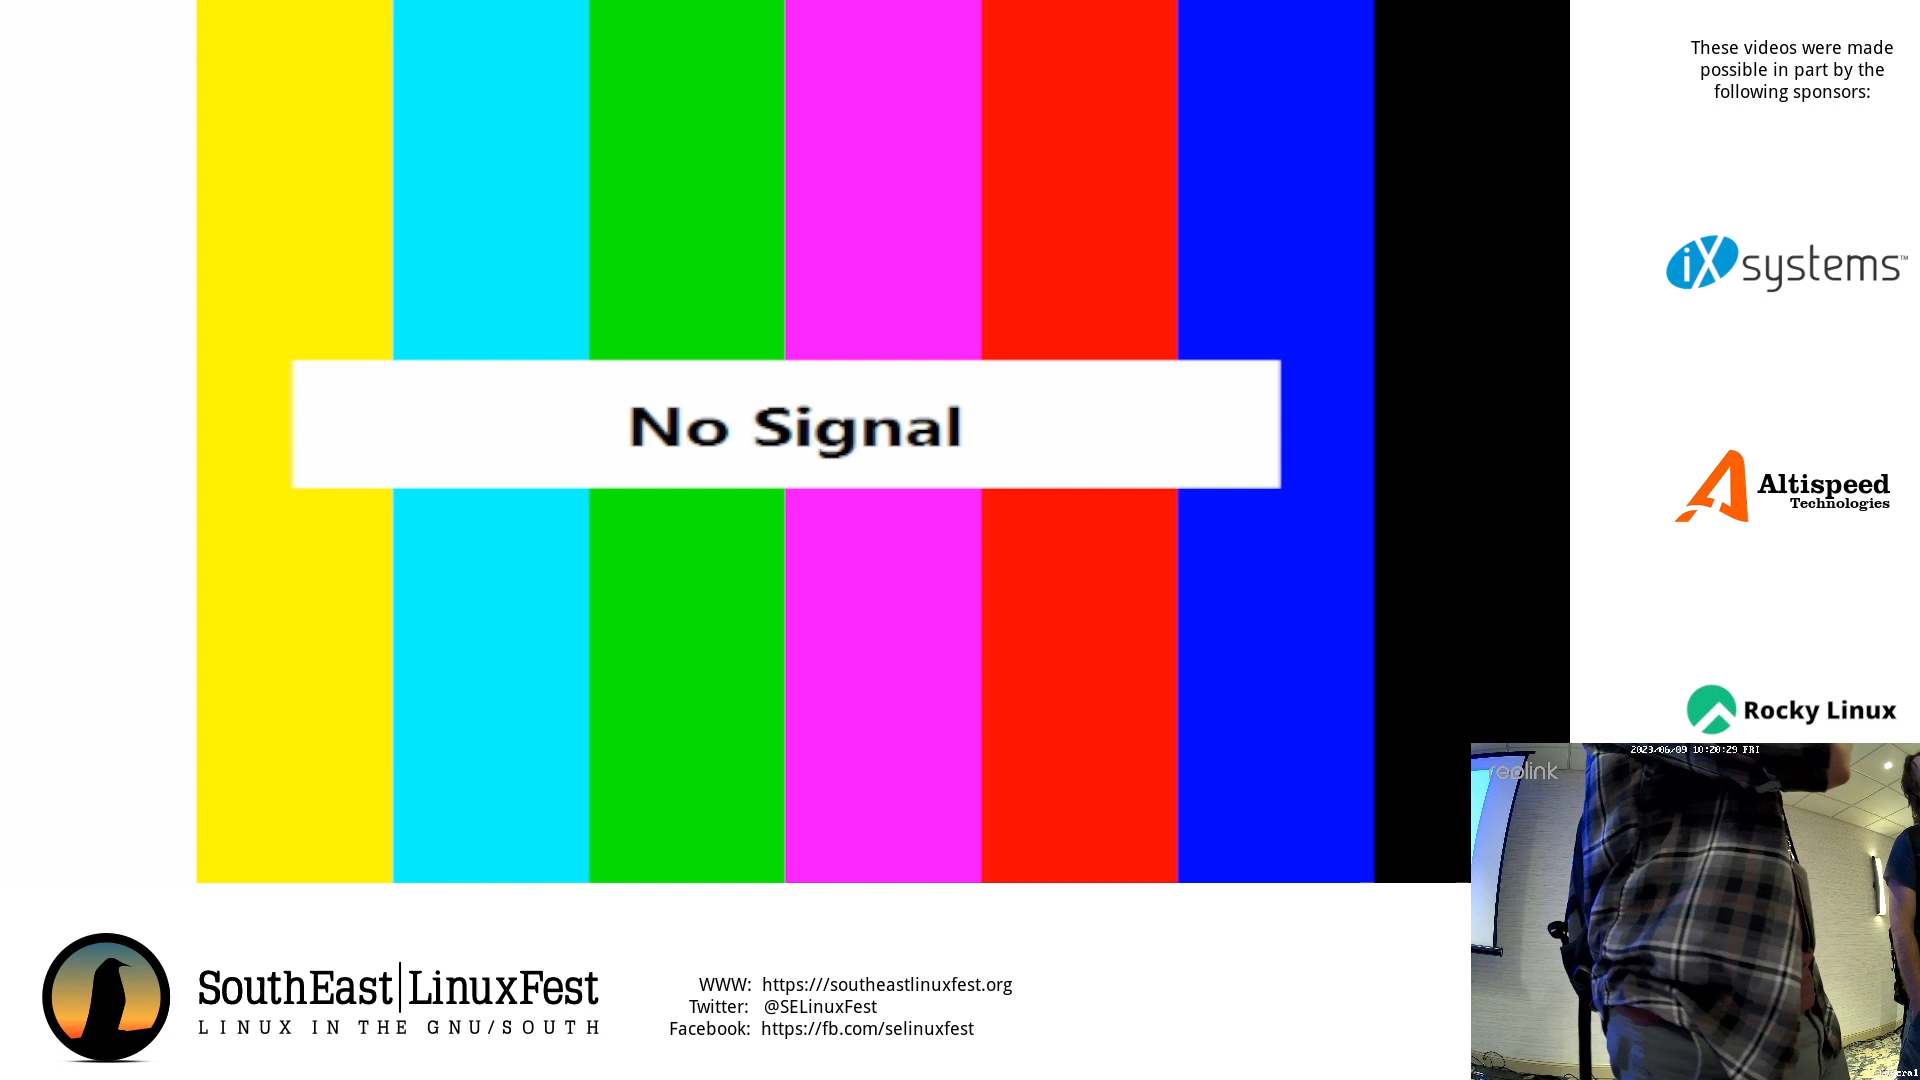 These videos were made
possible in part by the
following sponsors:
iXsystems™
Altispeed
Technologies
Rocky Linux
No Signal
2023/06/09 10:20:29 FRI
reolink
SouthEast|LinuxFest
LINUX IN THE GNU/SOUTH
WWW: https:///southeastlinuxfest.org
Twitter: @SELinuxFest
Facebook: https://fb.com/selinuxfest